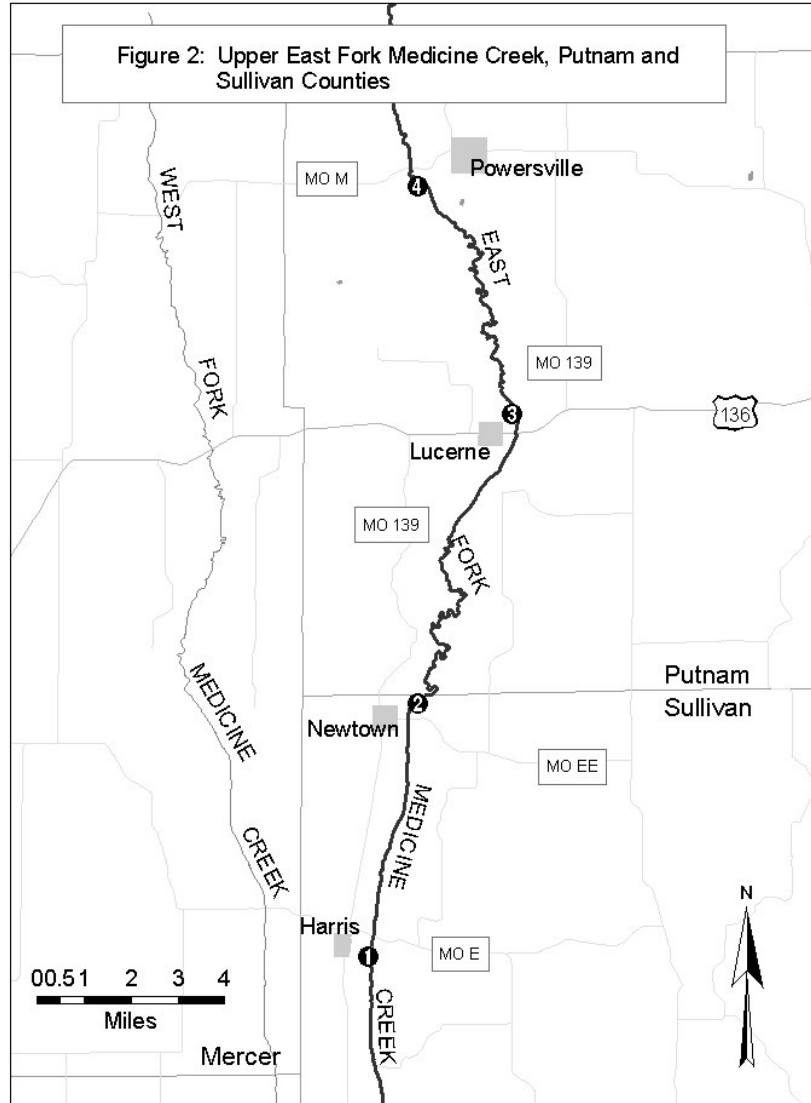 Figure 2: Upper East Fork Medicine Creek, Putnam and
Sullivan Counties
Powersville
MO M
4
WEST
EAST
MO 139
FORK
3
136
Lucerne
MO 139
FORK
MEDICINE
Putnam
Sullivan
2
Newtown
MO EE
MEDICINE
CREEK
N
Harris
MO E
1
00.51 2 3 4
Miles
CREEK
Mercer